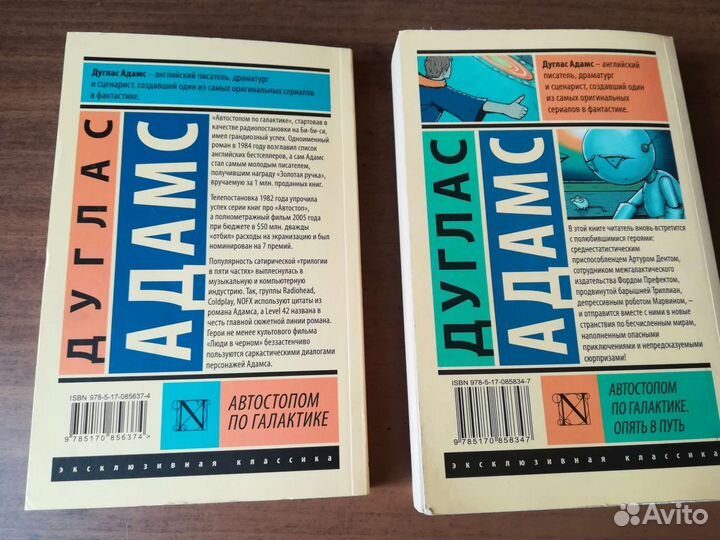 Дуглас Адамс – английский писатель, драматург
и сценарист, создавший один из самых оригинальных сериалов
в фантастике.
ДУГЛАС
АДАМС
«Автостопом по галактике», стартовав в
качестве радиопостановки на Би-би-си,
имел грандиозный успех. Одноименный
роман в 1984 году возглавил список
английских бестселлеров, а сам Адамс
стал самым молодым писателем,
получившим награду «Золотая ручка»,
вручаемую за 1 млн. проданных книг.
Телепостановка 1982 года упрочила
успех серии книг про «Автостоп»,
а полнометражный фильм 2005 года
при бюджете в $50 млн. дважды
«отбил» расходы на экранизацию и был
номинирован на 7 премий.
Популярность сатирической «трилогии
в пяти частях» выплеснулась в
музыкальную и компьютерную
индустрию. Так, группы Radiohead,
Coldplay, NOFX используют цитаты из
романа Адамса, а Level 42 названа в
честь главной сюжетной линии романа.
Герои не менее культового фильма
«Люди в черном» беззастенчиво
пользуются саркастическими диалогами
персонажей Адамса.
ISBN 978-5-17-085637-4
9 785170 856374 >
N
АВТОСТОПОМ
ПО ГАЛАКТИКЕ
эксклюзивная классика
Дуглас Адамс – английский
писатель, драматург
и сценарист, создавший один
из самых оригинальных
сериалов в фантастике.
ДУГЛАС
АДАМС
В этой книге читатель вновь встретится
с полюбившимися героями:
среднестатистическим
приспособленцем Артуром Дентом,
сотрудником межгалактического
издательства Фордом Префектом,
продвинутой барышней Триллиан,
депрессивным роботом Марвином, –
и отправится вместе с ними в новые
странствия по бесчисленным мирам,
наполненным опасными
приключениями и непредсказуемыми
сюрпризами!
ISBN 978-5-17-085834-7
9 785170 858347 >
N
АВТОСТОПОМ
ПО ГАЛАКТИКЕ.
ОПЯТЬ В ПУТЬ
эксклюзивная классика
Avito